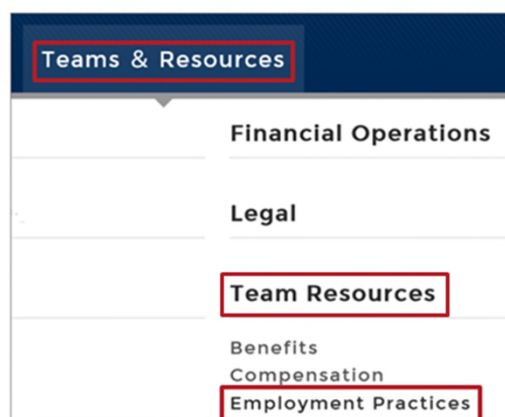 Teams & Resources
Financial Operations
Legal
Team Resources
Benefits
Compensation
Employment Practices